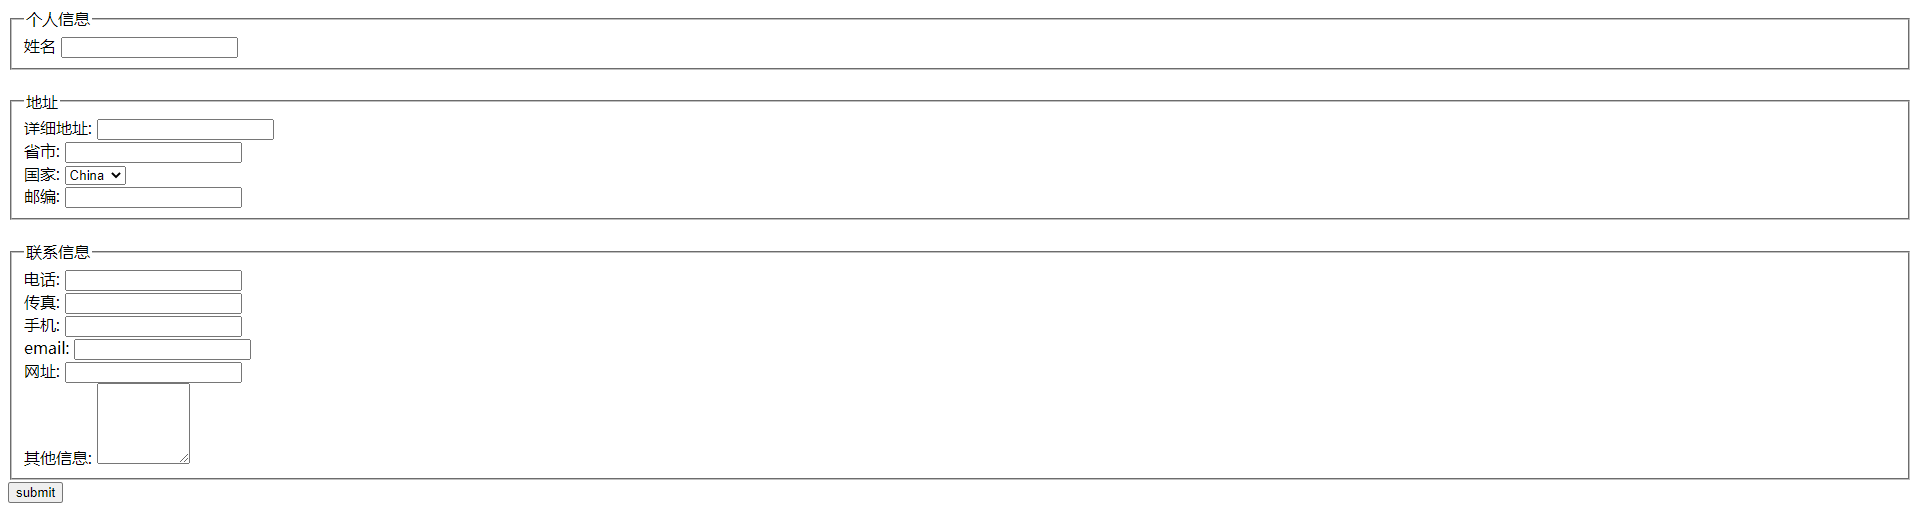 个人信息
姓名
地址
详细地址:
省市:
国家: China
邮编:
联系信息
电话:
传真:
手机:
email:
网址:
其他信息:
submit